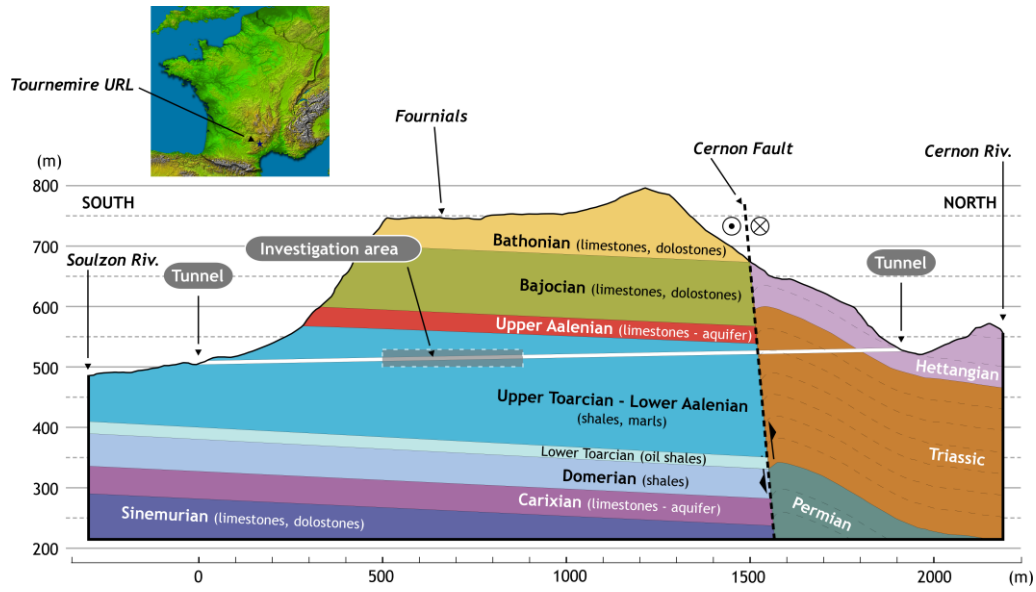 Tournemire URL
Fournials
Cernon Fault
Cernon Riv.
(m)
800
SOUTH
NORTH
700
Bathonian (limestones, dolostones)
Investigation area
Soulzon Riv.
Tunnel
Tunnel
Bajocian (limestones, dolostones)
600
Upper Aalenian (limestones - aquifer)
500
Hettangian
Upper Toarcian - Lower Aalenian
(shales, marls)
400
Lower Toarcian (oil shales)
Triassic
Domerian (shales)
300
Carixian (limestones - aquifer)
Sinemurian (limestones, dolostones)
Permian
200
0
500
1000
1500
2000
(m)